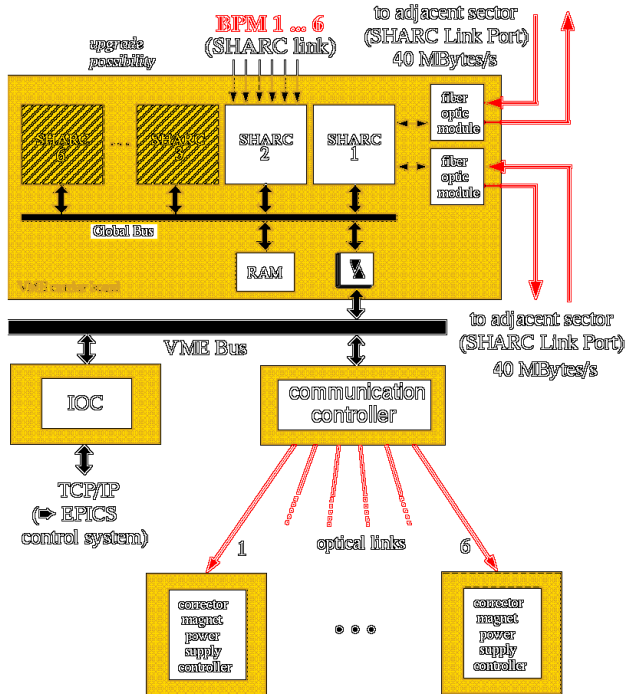 upgrade
possibility
BPM 1 ... 6
(SHARC link)
to adjacent sector
(SHARC Link Port)
40 MBytes/s
SHARC
6
...
SHARC
3
SHARC
2
SHARC
1
fiber
optic
module
fiber
optic
module
Global Bus
RAM
VME carrier board
VME Bus
to adjacent sector
(SHARC Link Port)
40 MBytes/s
IOC
communication
controller
TCP/IP
(➨ EPICS
control system)
optical links
1
6
corrector
magnet
power
supply
controller
corrector
magnet
power
supply
controller